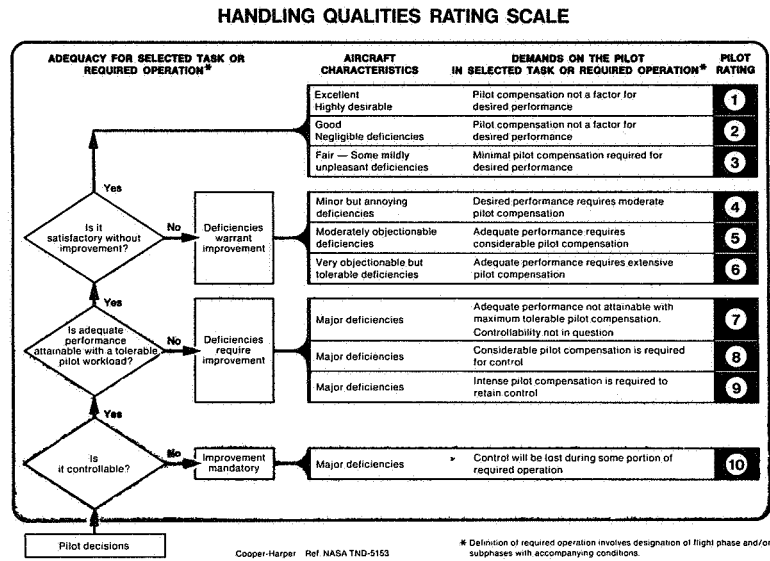 HANDLING QUALITIES RATING SCALE
ADEQUACY FOR SELECTED TASK OR
REQUIRED OPERATION*
AIRCRAFT
CHARACTERISTICS
DEMANDS ON THE PILOT
IN SELECTED TASK OR REQUIRED OPERATION*
PILOT
RATING
Excellent
Highly desirable
Pilot compensation not a factor for
desired performance
1
Good
Negligible deficiencies
Pilot compensation not a factor for
desired performance
2
Fair — Some mildly
unpleasant deficiencies
Minimal pilot compensation required for
desired performance
3
Yes
Is it
satisfactory without
improvement?
No
Deficiencies
warrant
improvement
Minor but annoying
deficiencies
Desired performance requires moderate
pilot compensation
4
Moderately objectionable
deficiencies
Adequate performance requires
considerable pilot compensation
5
Very objectionable but
tolerable deficiencies
Adequate performance requires extensive
pilot compensation
6
Yes
Is adequate
performance
attainable with a tolerable
pilot workload?
No
Deficiencies
require
improvement
Major deficiencies
Adequate performance not attainable with
maximum tolerable pilot compensation.
Controllability not in question
7
Major deficiencies
Considerable pilot compensation is required
for control
8
Major deficiencies
Intense pilot compensation is required to
retain control
9
Yes
Is
it controllable?
No
Improvement
mandatory
Major deficiencies
Control will be lost during some portion of
required operation
10
Pilot decisions
Cooper-Harper Ref. NASA TND-5153
* Definition of required operation involves designation of flight phase and/or
subphases with accompanying conditions.